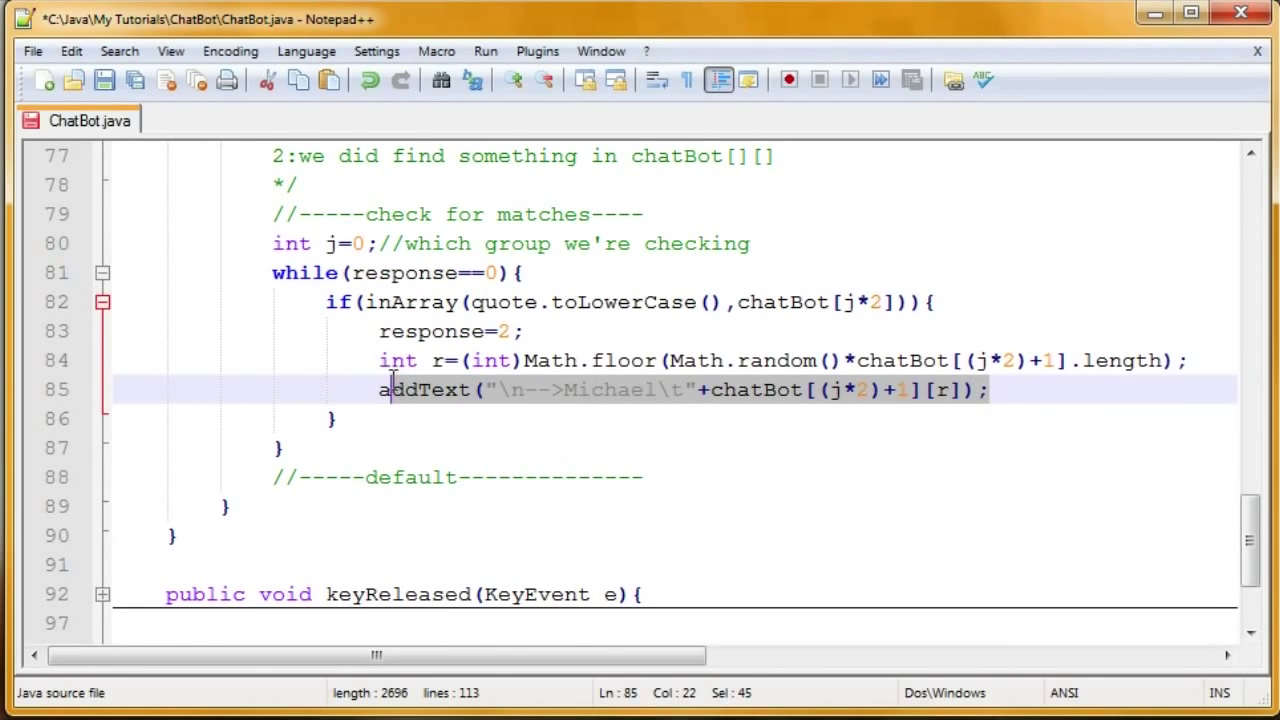 *C:\Java\My Tutorials\ChatBot\ChatBot.java - Notepad++
File Edit Search View Encoding Language Settings Macro Run Plugins Window ? X
ABC
ChatBot.java
77 2:we did find something in chatBot[][]
78 */
79 //-----check for matches----
80 int j=0;//which group we're checking
81 while(response==0){
82 if(inArray(quote.toLowerCase(),chatBot[j*2])){
83 response=2;
84 int r=(int)Math.floor(Math.random()*chatBot[(j*2)+1].length);
85 addText("\n-->Michael\t"+chatBot[(j*2)+1][r]);
86 }
87 }
88 //-----default--------------
89 }
90 }
91
92 public void keyReleased(KeyEvent e){
97
Java source file length : 2696 lines : 113 Ln : 85 Col : 22 Sel : 45 Dos\Windows ANSI INS